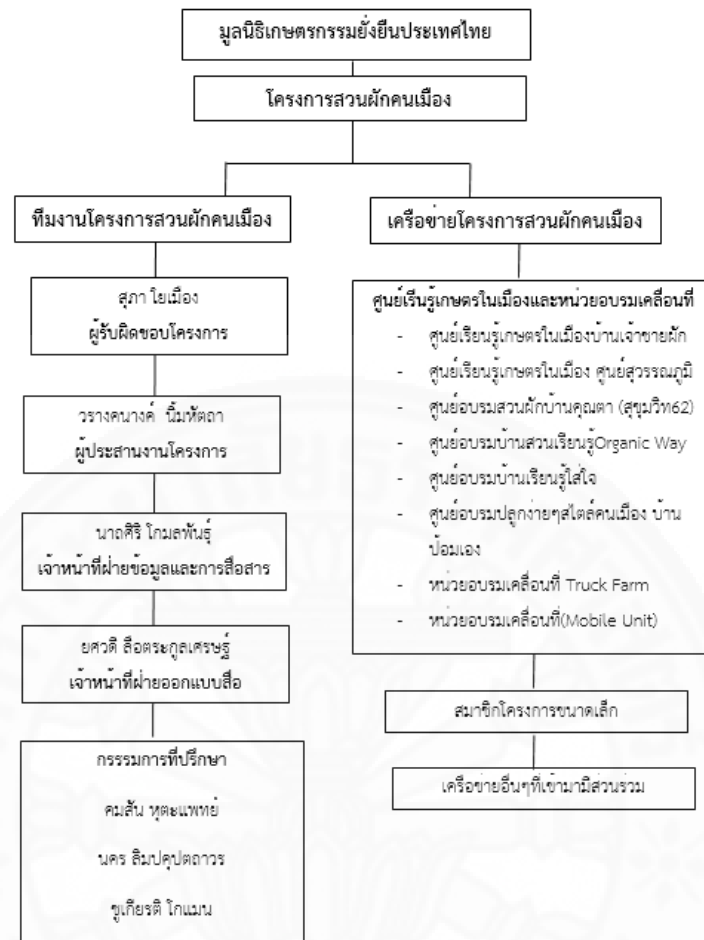 มูลนิธิเกษตรกรรมยั่งยืนประเทศไทย
โครงการสวนผักคนเมือง
ทีมงานโครงการสวนผักคนเมือง
สุภา ใยเมือง
ผู้รับผิดชอบโครงการ
วรางคนางค์ นิ้มหัตถา
ผู้ประสานงานโครงการ
นาถศิริ โกมลพันธุ์
เจ้าหน้าที่ฝ่ายข้อมูลและการสื่อสาร
ยศวดี ลือตระกูลเศรษฐ์
เจ้าหน้าที่ฝ่ายออกแบบสื่อ
กรรรมการที่ปรึกษา
คมสัน หุตะแพทย์
นคร ลิมปคุปตถาวร
ชูเกียรติ โกแมน
เครือข่ายโครงการสวนผักคนเมือง
ศูนย์เรีนรู้เกษตรในเมืองและหน่วยอบรมเคลื่อนที่
- ศูนย์เรียนรู้เกษตรในเมืองบ้านเจ้าชายผัก
- ศูนย์เรียนรู้เกษตรในเมือง ศูนย์สุวรรณภูมิ
- ศูนย์อบรมสวนผักบ้านคุณตา (สุขุมวิท62)
- ศูนย์อบรมบ้านสวนเรียนรู้Organic Way
- ศูนย์อบรมบ้านเรียนรู้ใส่ใจ
- ศูนย์อบรมปลูกง่ายๆสไตล์คนเมือง บ้าน
ป้อมเอง
- หน่วยอบรมเคลื่อนที่ Truck Farm
- หน่วยอบรมเคลื่อนที่(Mobile Unit)
สมาชิกโครงการขนาดเล็ก
เครือข่ายอื่นๆที่เข้ามามีส่วนร่วม